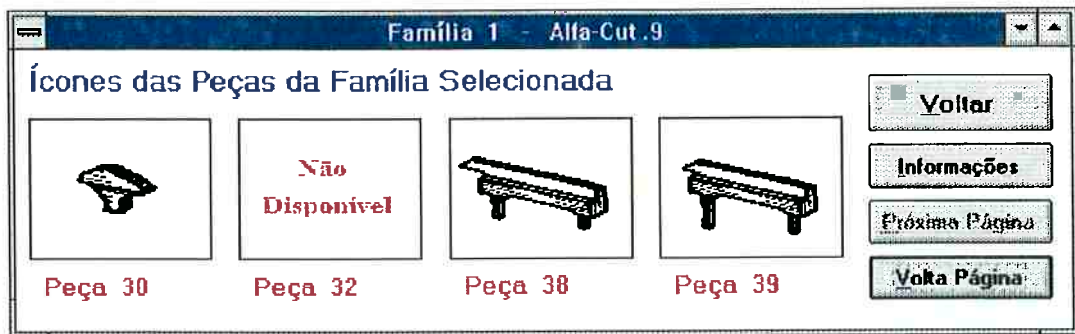 Família 1 - Alfa-Cut .9
Ícones das Peças da Família Selecionada
Voltar
Informações
Próxima Página
Volta Página
Não
Disponível
Peça 30
Peça 32
Peça 38
Peça 39